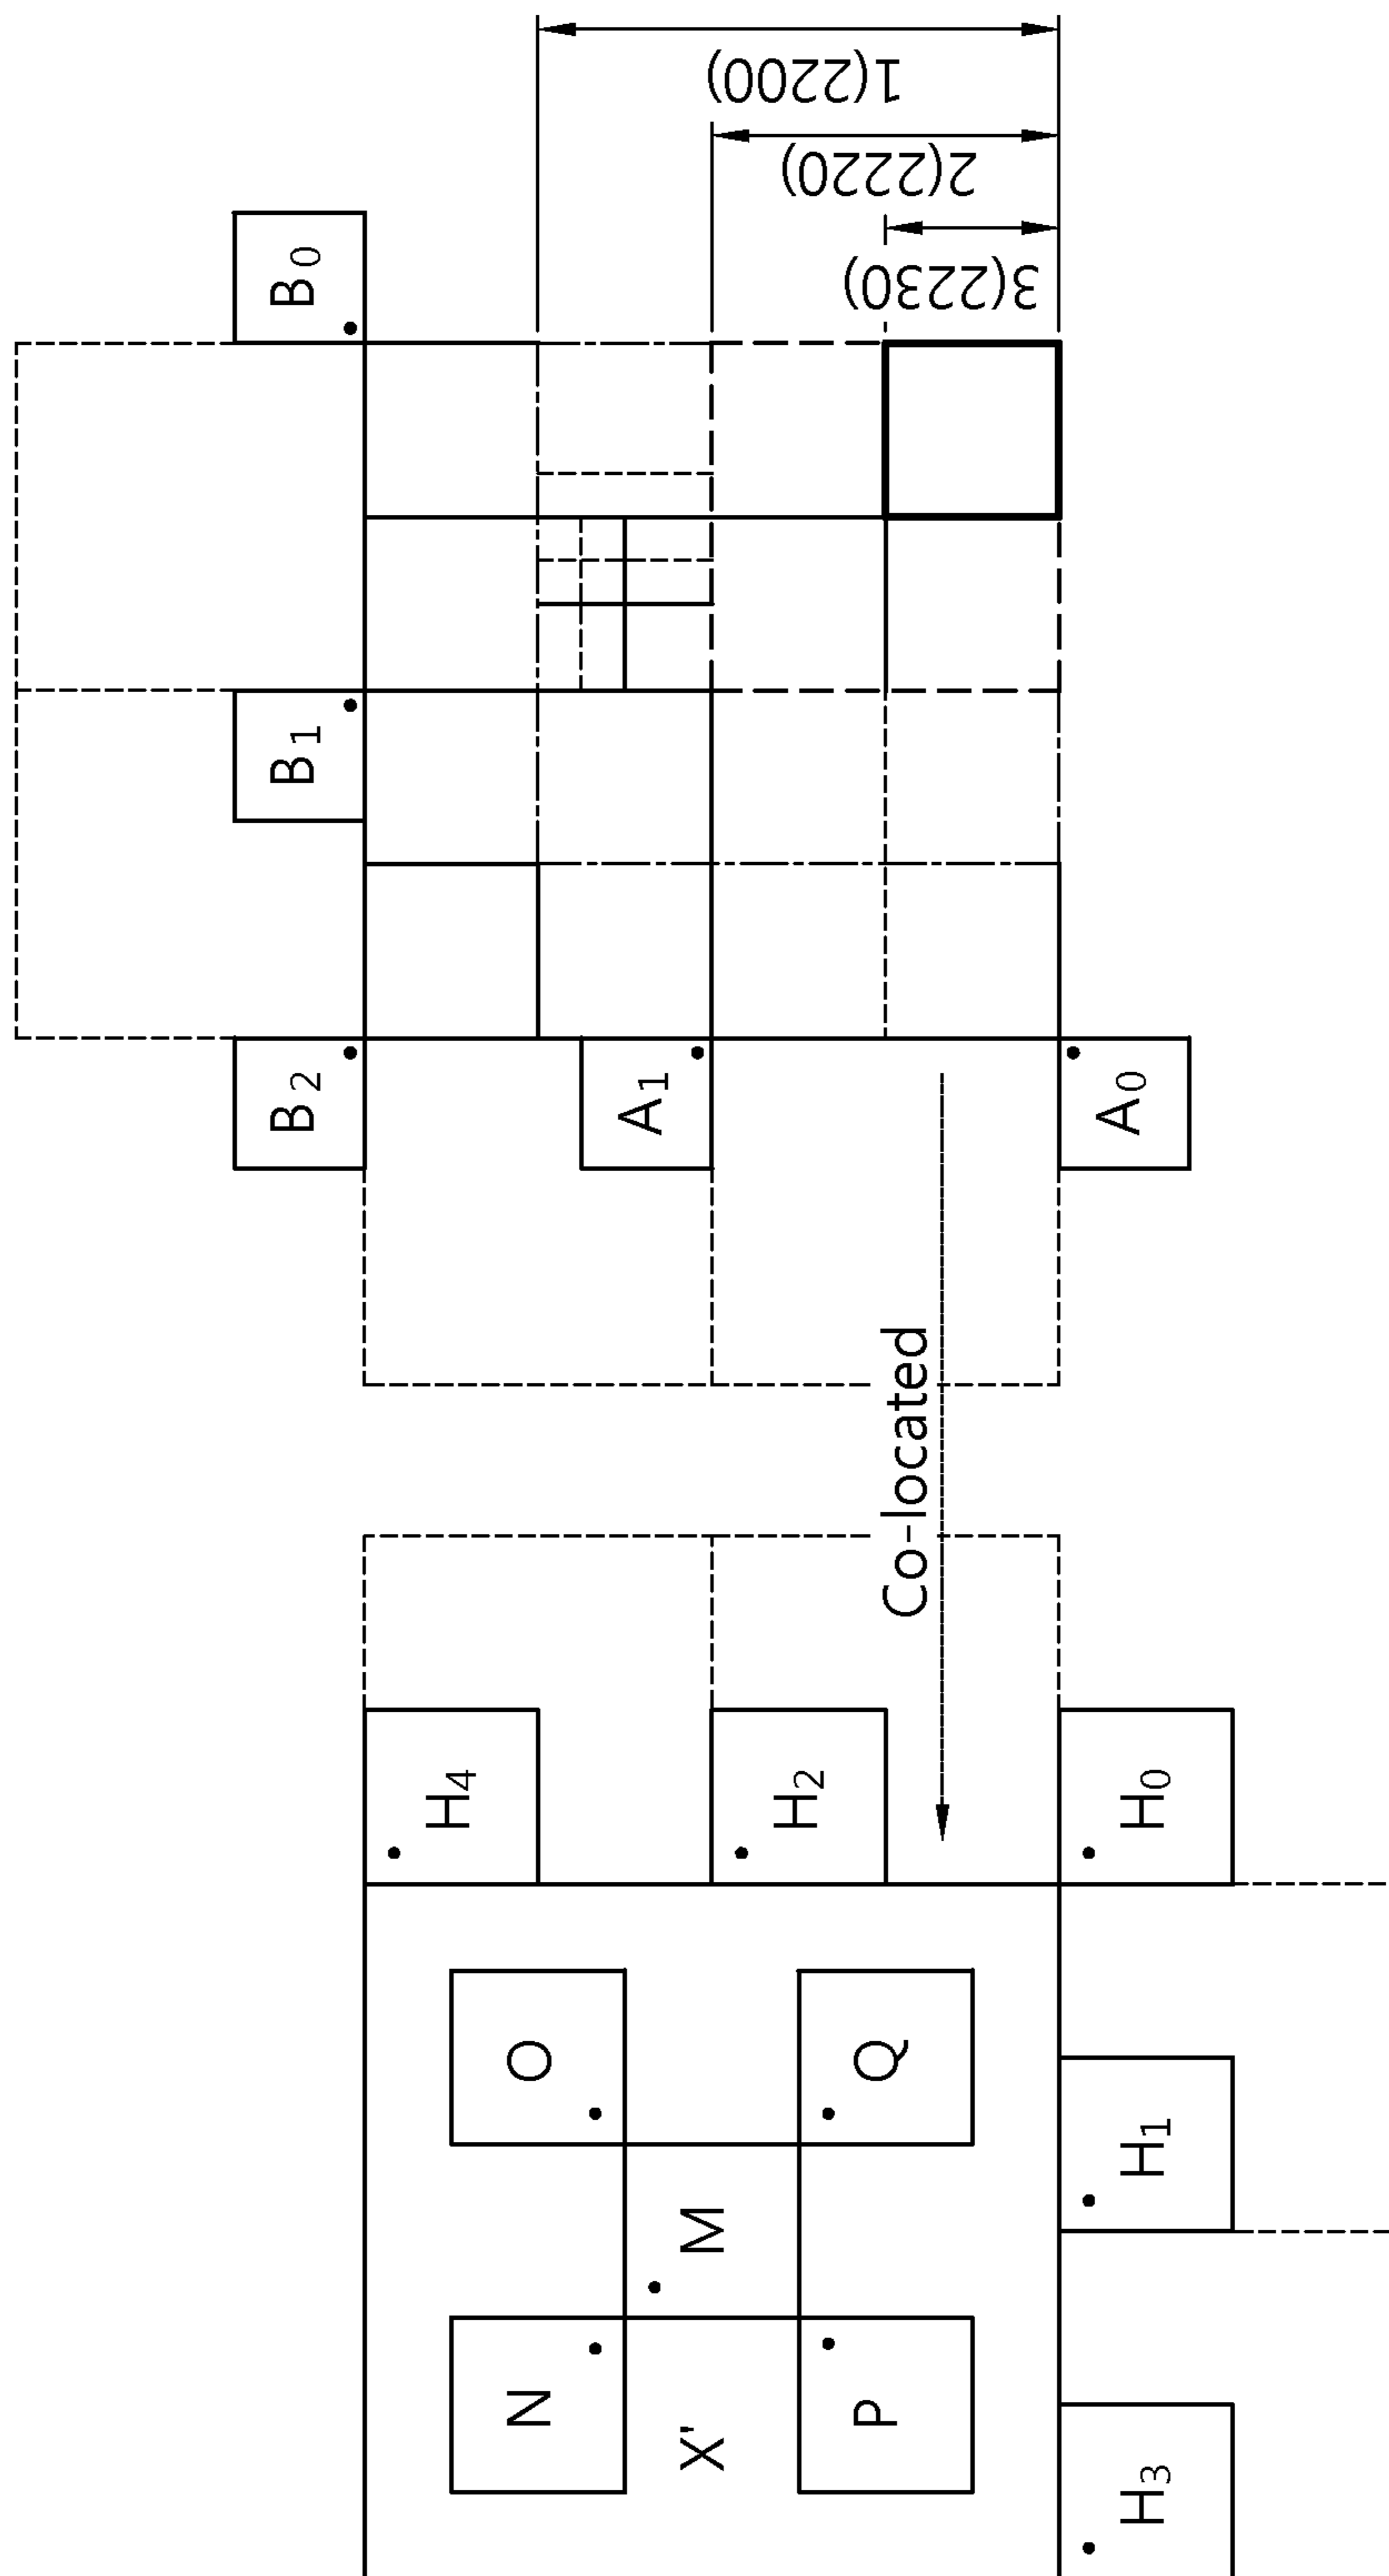 1(2200)
2(2220)
3(2230)
B0
B1
B2
A1
A0
Co-located
H4
H2
H0
O
Q
M
H1
N
P
X'
H3